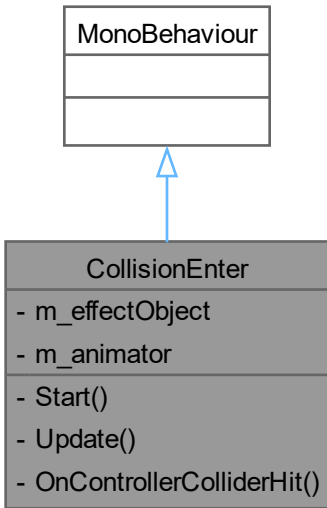 MonoBehaviour
CollisionEnter
- m_effectObject
- m_animator
- Start()
- Update()
- OnControllerColliderHit()